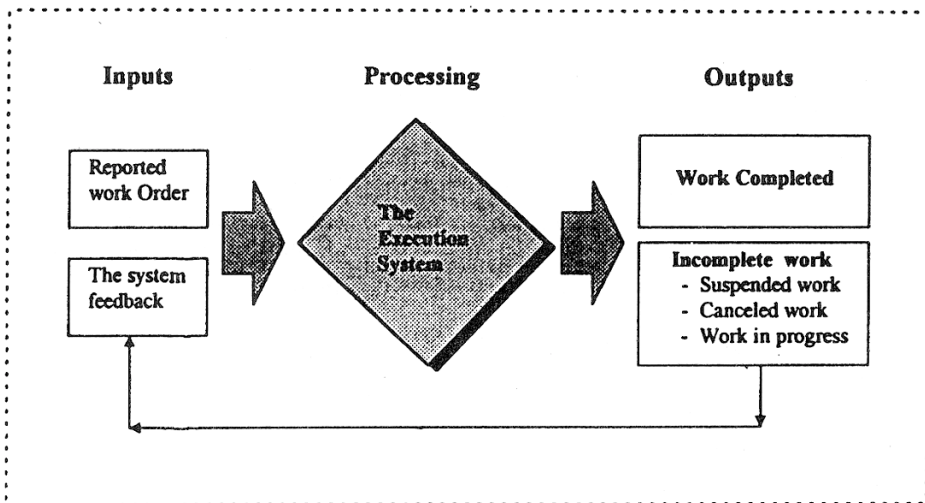 Inputs
Processing
Outputs
Reported
work Order
The system
feedback
The
Execution
System
Work Completed
Incomplete work
- Suspended work
- Canceled work
- Work in progress